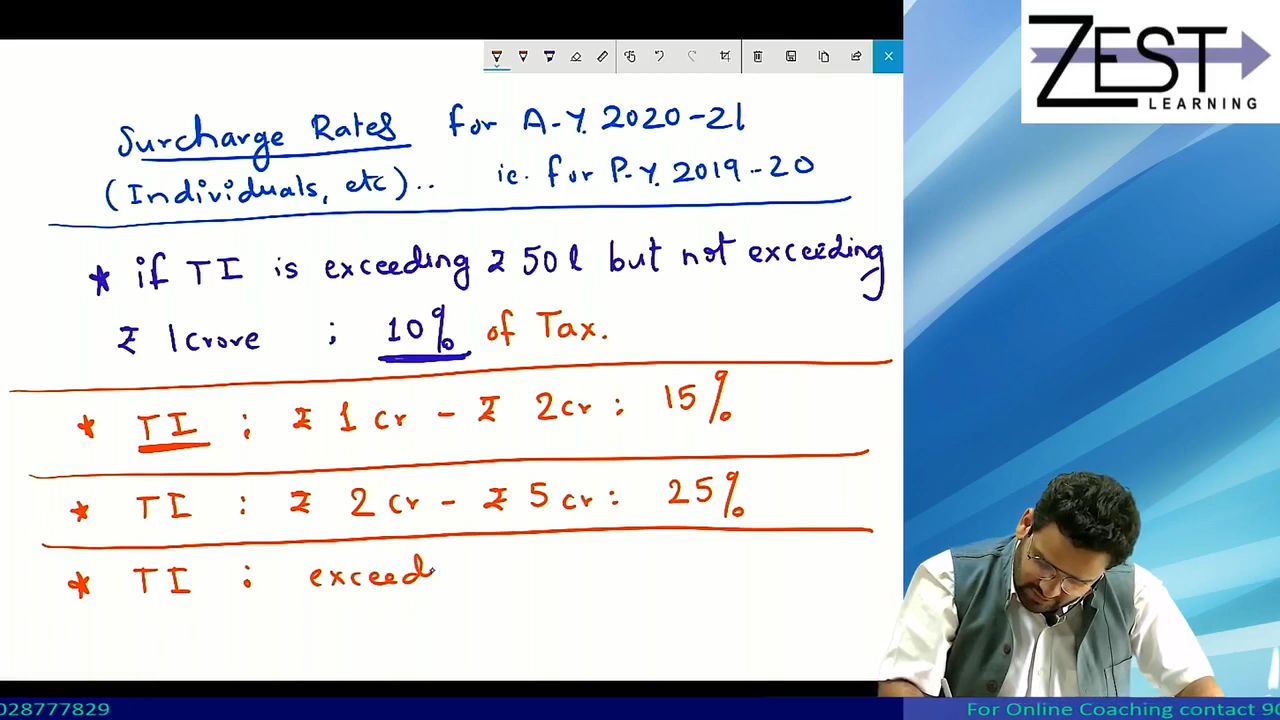 ZEST
LEARNING
Surcharge Rates for A.Y. 2020-21
(Individuals, etc).. ie. for P.Y. 2019-20
* if TI is exceeding ₹ 50l but not exceeding
₹ 1crore ; 10% of Tax.
* TI : ₹ 1 cr - ₹ 2cr : 15%
* TI : ₹ 2 cr - ₹ 5 cr : 25%
* TI : exceed
028777829 For Online Coaching contact 90